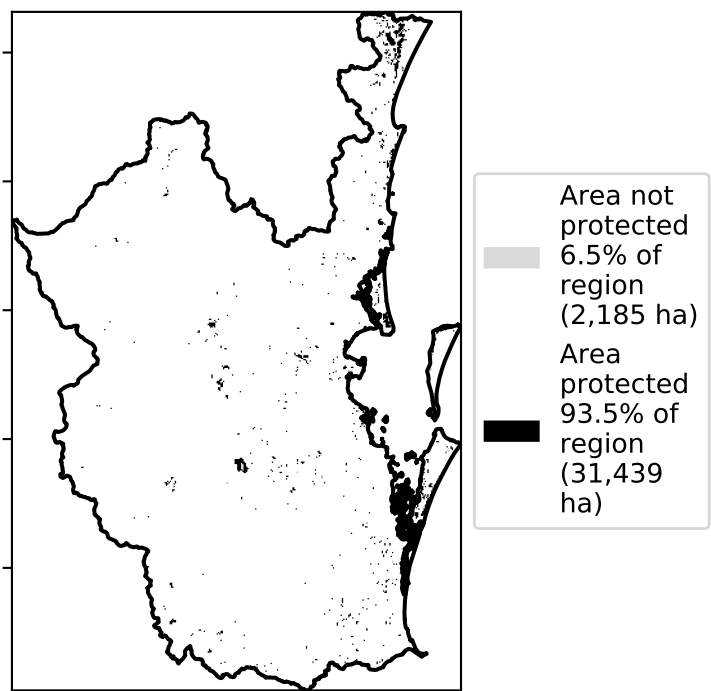 Area not
protected
6.5% of
region
(2,185 ha)
Area
protected
93.5% of
region
(31,439
ha)